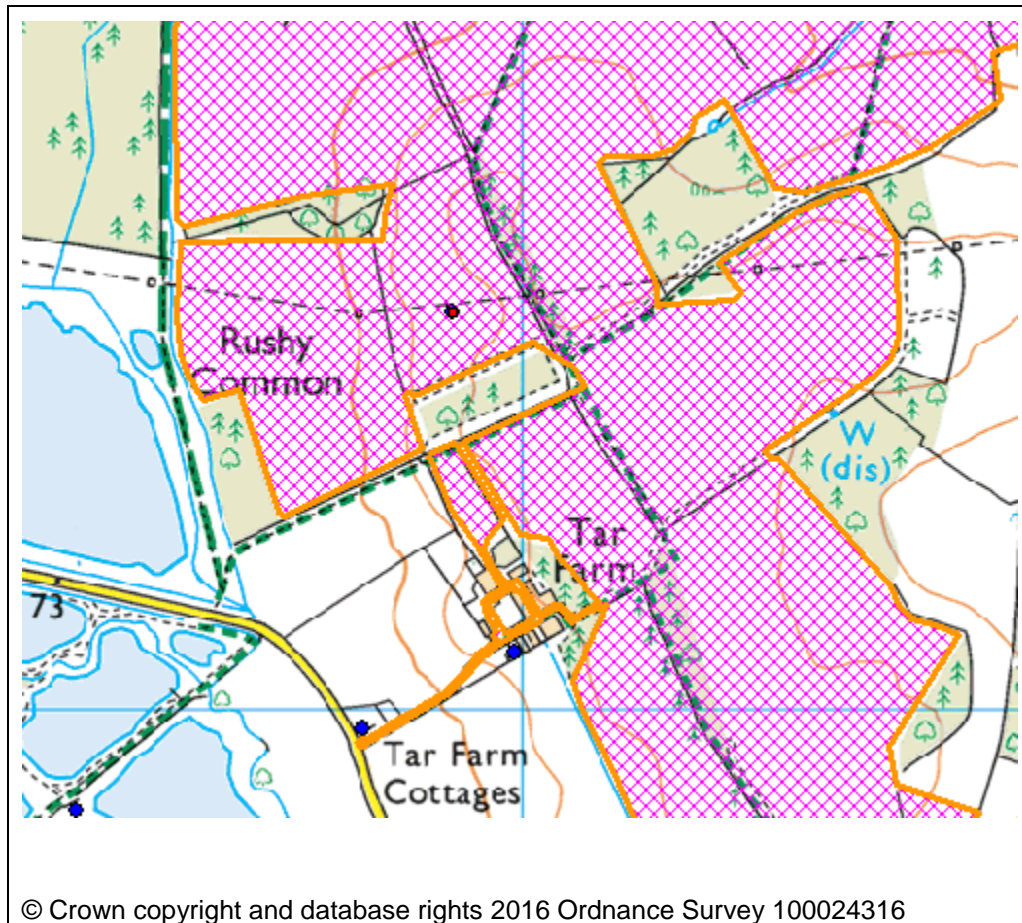 Rushy
Common
W
(dis)
Tar
Farm
73
Tar Farm
Cottages
© Crown copyright and database rights 2016 Ordnance Survey 100024316